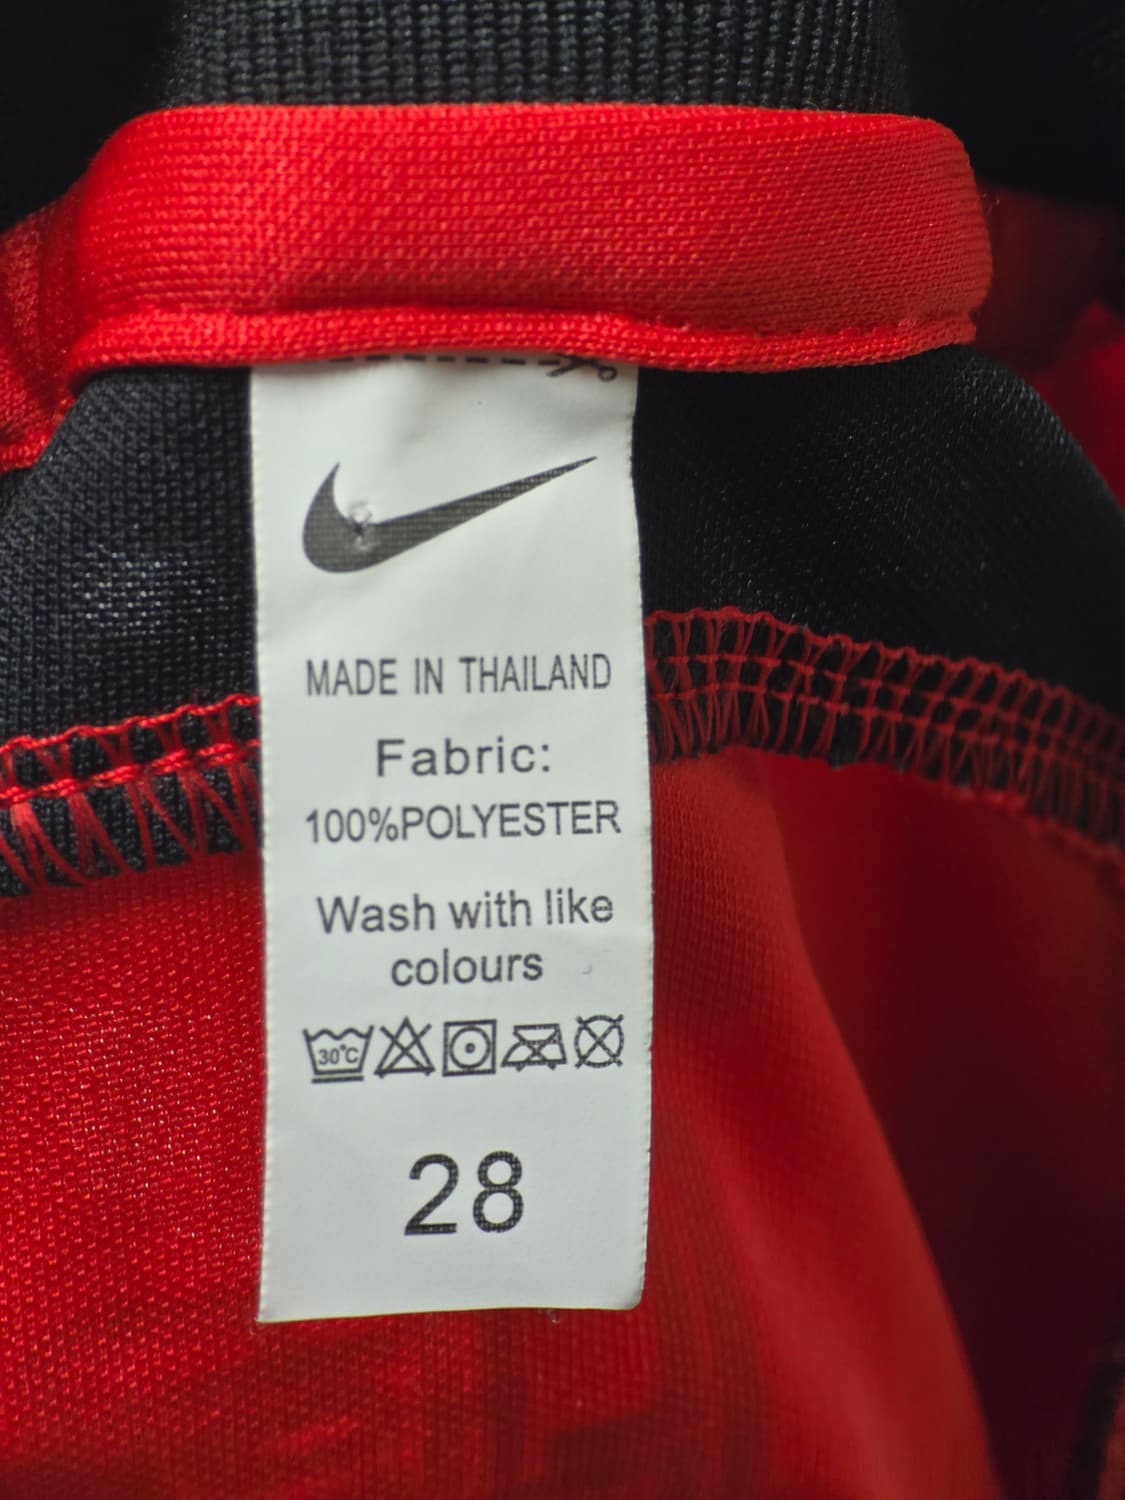 MADE IN THAILAND
Fabric:
100%POLYESTER
Wash with like
colours
30°C
28